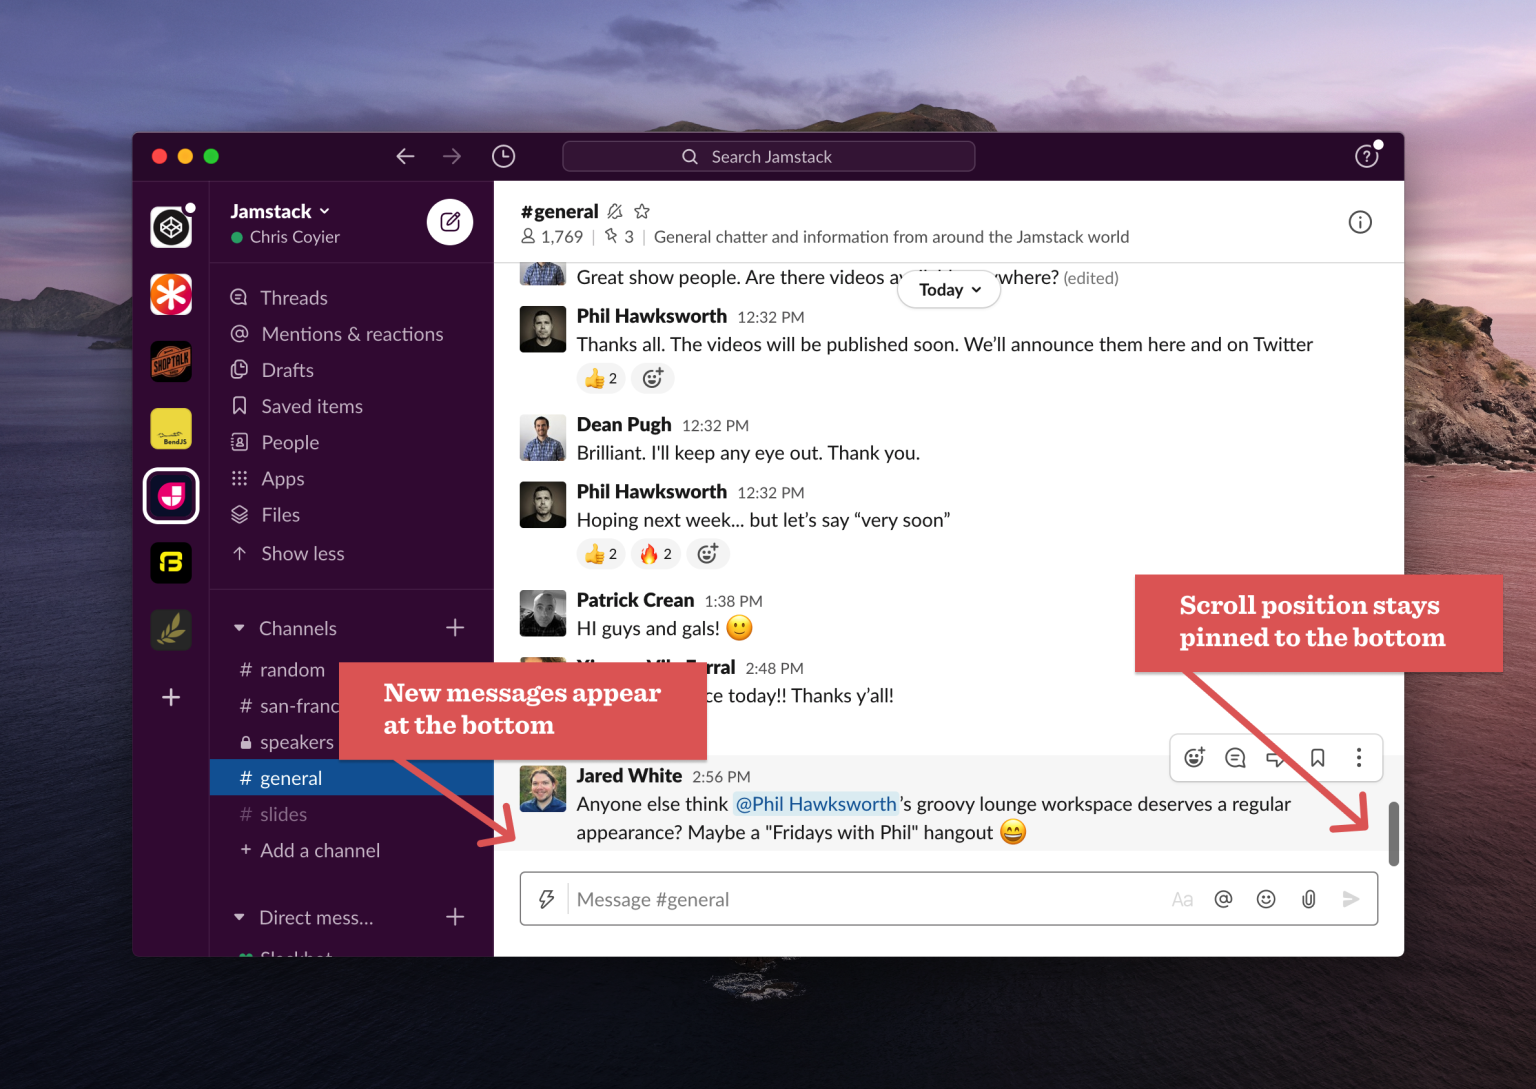 Search Jamstack
Jamstack
Chris Coyier
SHOP TALK
BendJS
Threads
Mentions & reactions
Drafts
Saved items
People
Apps
Files
Show less
Channels
# random
# san-franc
speakers
# general
# slides
+ Add a channel
Direct mess...
Slackbot
#general
1,769 | 3 | General chatter and information from around the Jamstack world
Great show people. Are there videos where? (edited)
Today
Phil Hawksworth 12:32 PM
Thanks all. The videos will be published soon. We’ll announce them here and on Twitter
👍 2
Dean Pugh 12:32 PM
Brilliant. I'll keep any eye out. Thank you.
Phil Hawksworth 12:32 PM
Hoping next week... but let’s say “very soon”
👍 2 🔥 2
Patrick Crean 1:38 PM
HI guys and gals! 🙂
2:48 PM
today!! Thanks y’all!
Jared White 2:56 PM
Anyone else think @Phil Hawksworth’s groovy lounge workspace deserves a regular
appearance? Maybe a "Fridays with Phil" hangout 😄
Message #general
Aa
New messages appear
at the bottom
Scroll position stays
pinned to the bottom